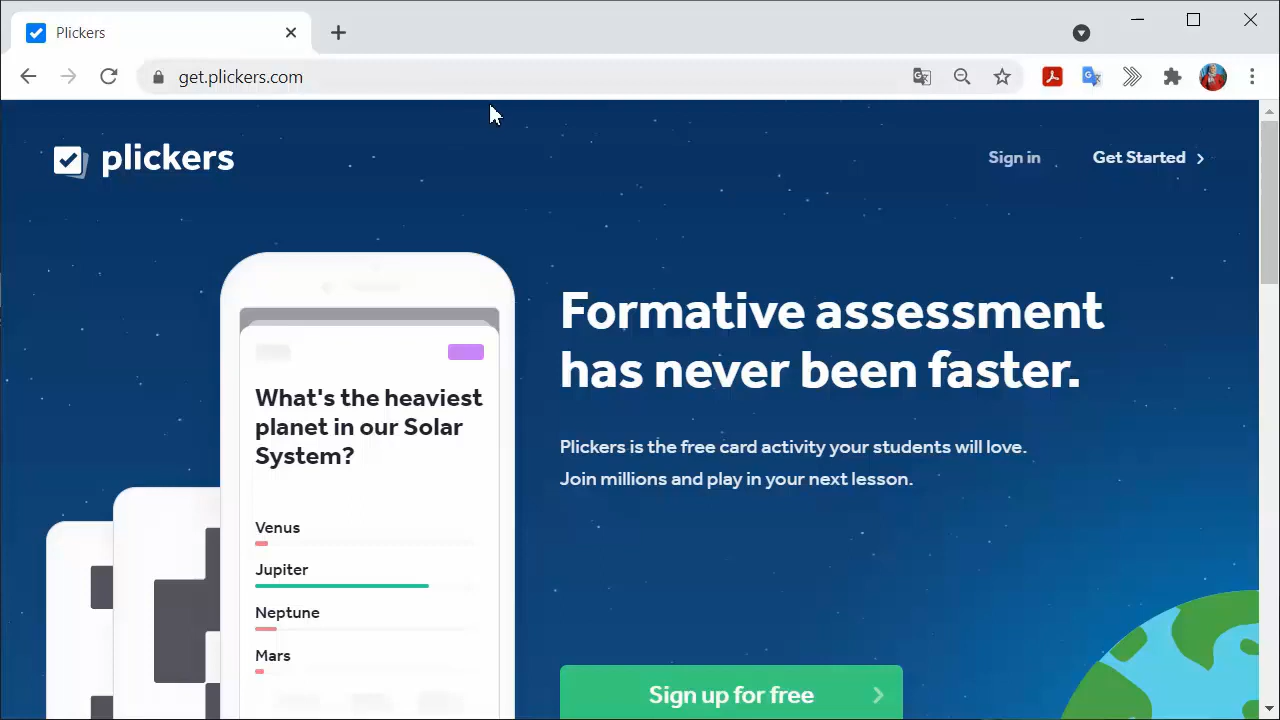 Plickers
get.plickers.com
plickers
Sign in
Get Started
Formative assessment
has never been faster.
Plickers is the free card activity your students will love.
Join millions and play in your next lesson.
What's the heaviest
planet in our Solar
System?
Venus
Jupiter
Neptune
Mars
Sign up for free